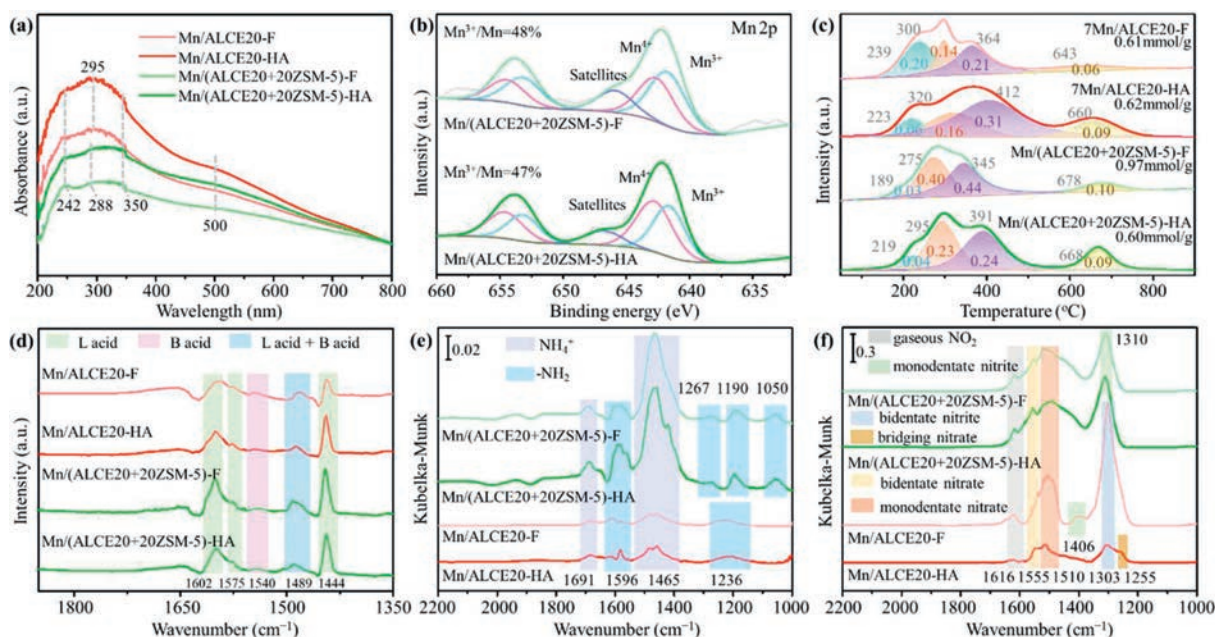 (a)
Mn/ALCE20-F
Mn/ALCE20-HA
Mn/(ALCE20+20ZSM-5)-F
Mn/(ALCE20+20ZSM-5)-HA
295
242
288
350
500
Absorbance (a.u.)
200 300 400 500 600 700 800
Wavelength (nm)
(b)
Mn 2p
Mn³⁺/Mn=48%
Mn⁴⁺
Satellites
Mn³⁺
Mn/(ALCE20+20ZSM-5)-F
Mn³⁺/Mn=47%
Mn⁴⁺
Satellites
Mn³⁺
Mn/(ALCE20+20ZSM-5)-HA
Intensity (a.u.)
660 655 650 645 640 635
Binding energy (eV)
(c)
7Mn/ALCE20-F
0.61mmol/g
239 300 364 643
0.20 0.14 0.21 0.06
7Mn/ALCE20-HA
0.62mmol/g
223 320 412 660
0.06 0.16 0.31 0.09
Mn/(ALCE20+20ZSM-5)-F
0.97mmol/g
189 275 345 678
0.03 0.40 0.44 0.10
Mn/(ALCE20+20ZSM-5)-HA
0.60mmol/g
219 295 391 668
0.04 0.23 0.24 0.09
Intensity (a.u.)
200 400 600 800
Temperature (°C)
(d)
L acid B acid L acid + B acid
Mn/ALCE20-F
Mn/ALCE20-HA
Mn/(ALCE20+20ZSM-5)-F
Mn/(ALCE20+20ZSM-5)-HA
1602 1575 1540 1489 1444
Intensity (a.u.)
1800 1650 1500 1350
Wavenumber (cm⁻¹)
(e)
0.02
NH₄⁺
-NH₂
1267 1190 1050
Mn/(ALCE20+20ZSM-5)-F
Mn/(ALCE20+20ZSM-5)-HA
Mn/ALCE20-F
Mn/ALCE20-HA
1691 1596 1465 1236
Kubelka-Munk
2200 2000 1800 1600 1400 1200 1000
Wavenumber (cm⁻¹)
(f)
0.3
gaseous NO₂
monodentate nitrite
1310
Mn/(ALCE20+20ZSM-5)-F
bidentate nitrite
bridging nitrate
Mn/(ALCE20+20ZSM-5)-HA
bidentate nitrate
monodentate nitrate
Mn/ALCE20-F
1406
Mn/ALCE20-HA
1616 1555 1510 1303 1255
Kubelka-Munk
2200 2000 1800 1600 1400 1200 1000
Wavenumber (cm⁻¹)